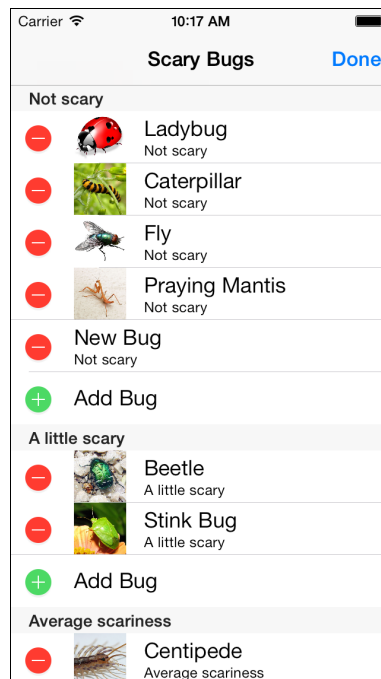 Carrier 10:17 AM
Scary Bugs Done
Not scary
Ladybug
Not scary
Caterpillar
Not scary
Fly
Not scary
Praying Mantis
Not scary
New Bug
Not scary
Add Bug
A little scary
Beetle
A little scary
Stink Bug
A little scary
Add Bug
Average scariness
Centipede
Average scariness